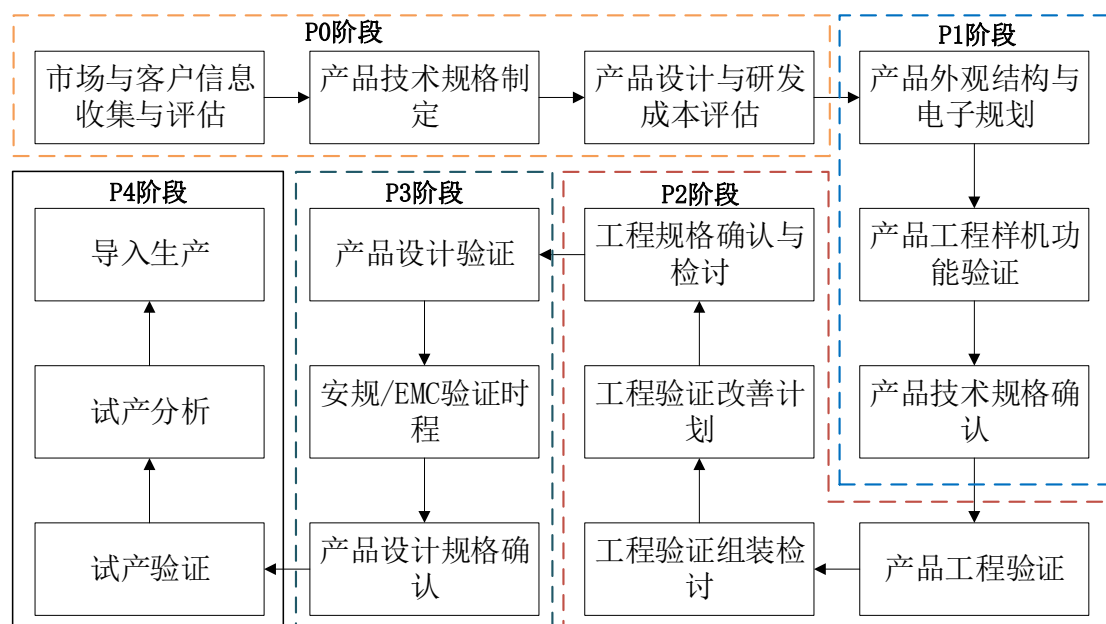 P0阶段
市场与客户信息
收集与评估
产品技术规格制
定
产品设计与研发
成本评估
P1阶段
产品外观结构与
电子规划
产品工程样机功
能验证
产品技术规格确
认
P2阶段
产品工程验证
工程验证组装检
讨
工程验证改善计
划
工程规格确认与
检讨
P3阶段
产品设计验证
安规/EMC验证时
程
产品设计规格确认
P4阶段
试产验证
试产分析
导入生产